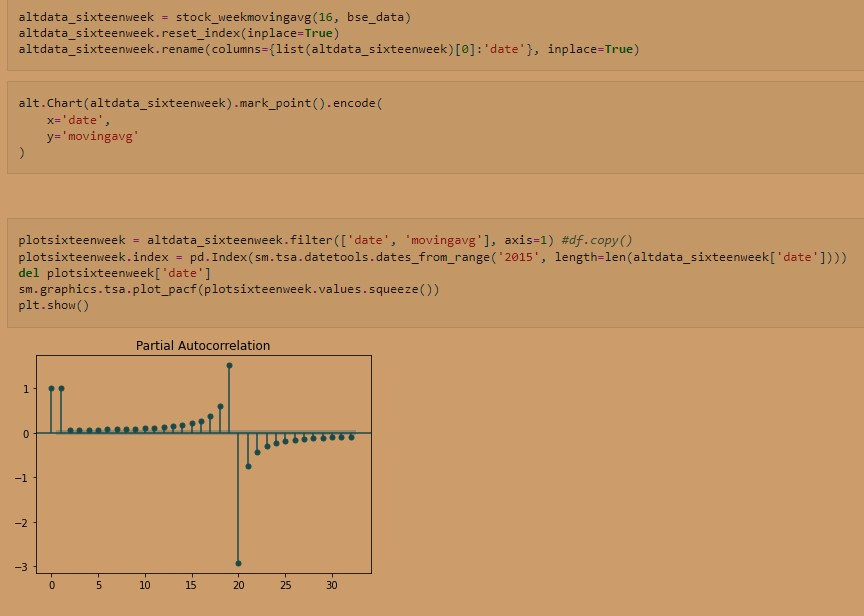 altdata_sixteenweek = stock_weekmovingavg(16, bse_data)
altdata_sixteenweek.reset_index(inplace=True)
altdata_sixteenweek.rename(columns={list(altdata_sixteenweek)[0]:'date'}, inplace=True)
alt.Chart(altdata_sixteenweek).mark_point().encode(
    x='date',
    y='movingavg'
)
plotsixteenweek = altdata_sixteenweek.filter(['date', 'movingavg'], axis=1) #df.copy()
plotsixteenweek.index = pd.Index(sm.tsa.datetools.dates_from_range('2015', length=len(altdata_sixteenweek['date'])))
del plotsixteenweek['date']
sm.graphics.tsa.plot_pacf(plotsixteenweek.values.squeeze())
plt.show()
Partial Autocorrelation
1
0
−1
−2
−3
0 5 10 15 20 25 30